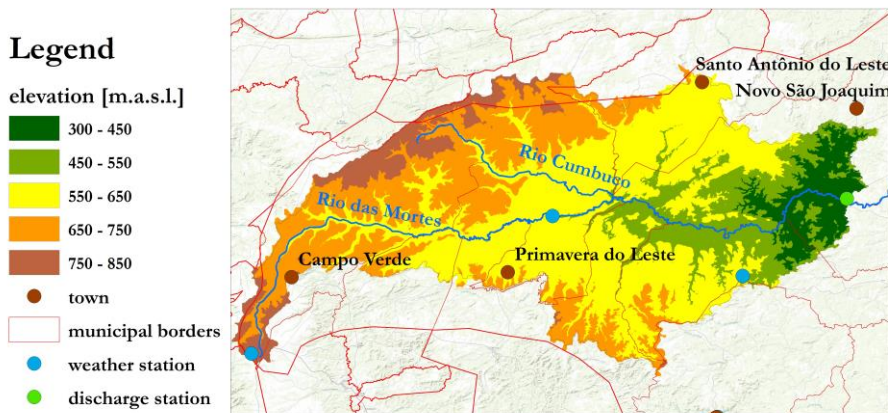 Legend
elevation [m.a.s.l.]
300 - 450
450 - 550
550 - 650
650 - 750
750 - 850
town
municipal borders
weather station
discharge station
Santo Antônio do Leste
Novo São Joaquim
Rio Cumbuco
Rio das Mortes
Campo Verde
Primavera do Leste